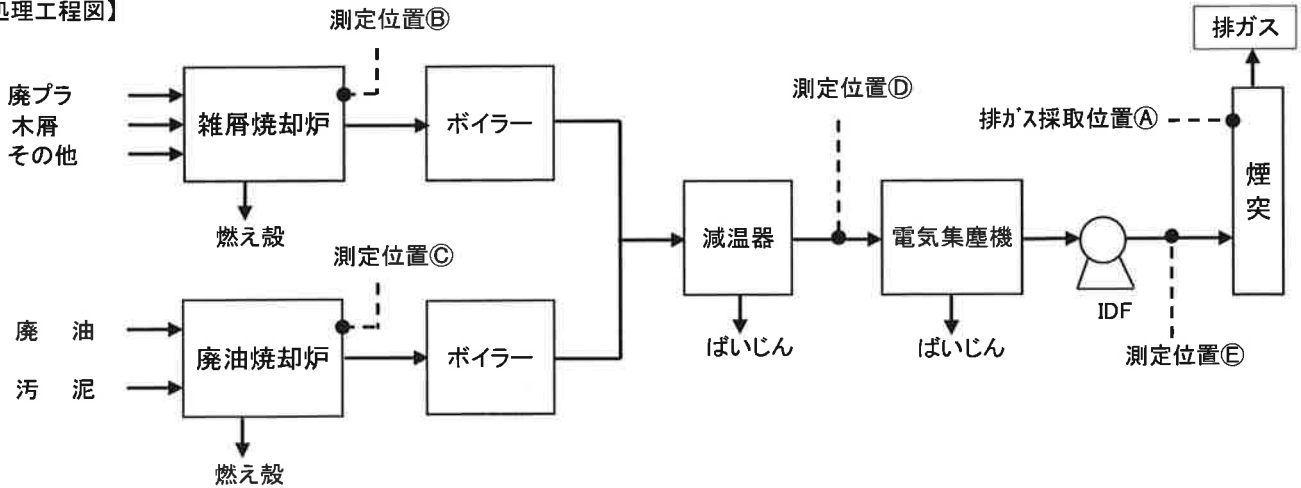 処理工程図】
測定位置Ⓑ
排ガス
廃プラ
木屑
その他
雑屑焼却炉
ボイラー
測定位置Ⓓ
排ガス採取位置Ⓐ
煙突
燃え殻
減温器
電気集塵機
測定位置Ⓒ
IDF
廃 油
汚 泥
廃油焼却炉
ボイラー
ばいじん
ばいじん
測定位置Ⓔ
燃え殻